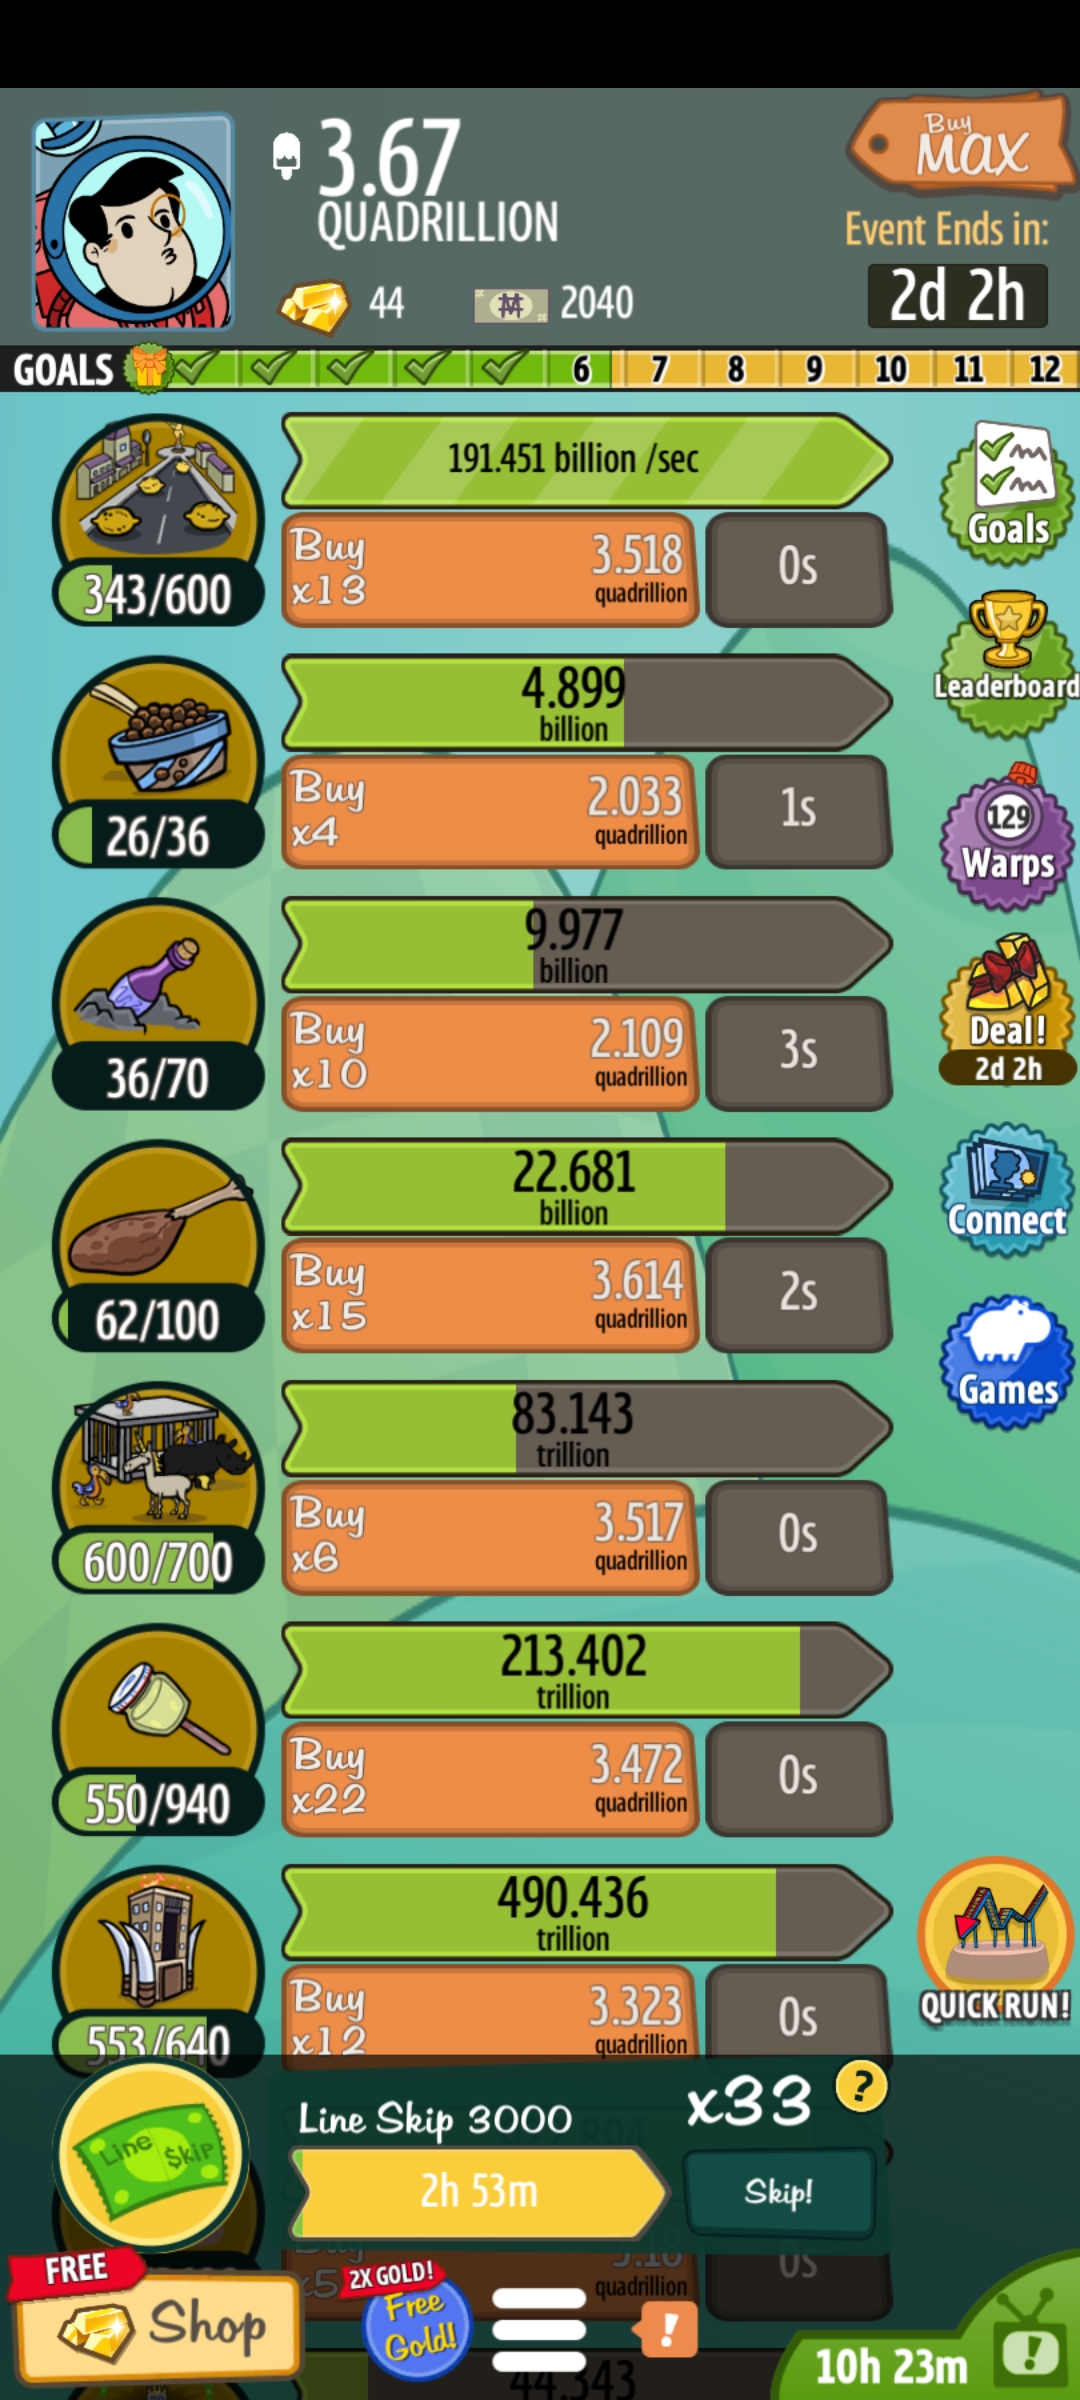 3.67
QUADRILLION
Buy
MAX
Event Ends in:
2d 2h
44
2040
GOALS
6
7
8
9
10
11
12
191.451 billion /sec
Buy
x13
3.518
quadrillion
0s
343/600
Goals
Leaderboard
4.899
billion
Buy
x4
2.033
quadrillion
1s
26/36
129
Warps
9.977
billion
Buy
x10
2.109
quadrillion
3s
36/70
Deal!
2d 2h
22.681
billion
Buy
x15
3.614
quadrillion
2s
62/100
Connect
Games
83.143
trillion
Buy
x6
3.517
quadrillion
0s
600/700
213.402
trillion
Buy
x22
3.472
quadrillion
0s
550/940
490.436
trillion
Buy
x12
3.323
quadrillion
0s
553/640
QUICK RUN!
Line Skip
Line Skip 3000
x33
?
2h 53m
Skip!
Buy
x5
3.18
quadrillion
0s
FREE
Shop
2X GOLD!
Free
Gold!
!
44.343
10h 23m
!